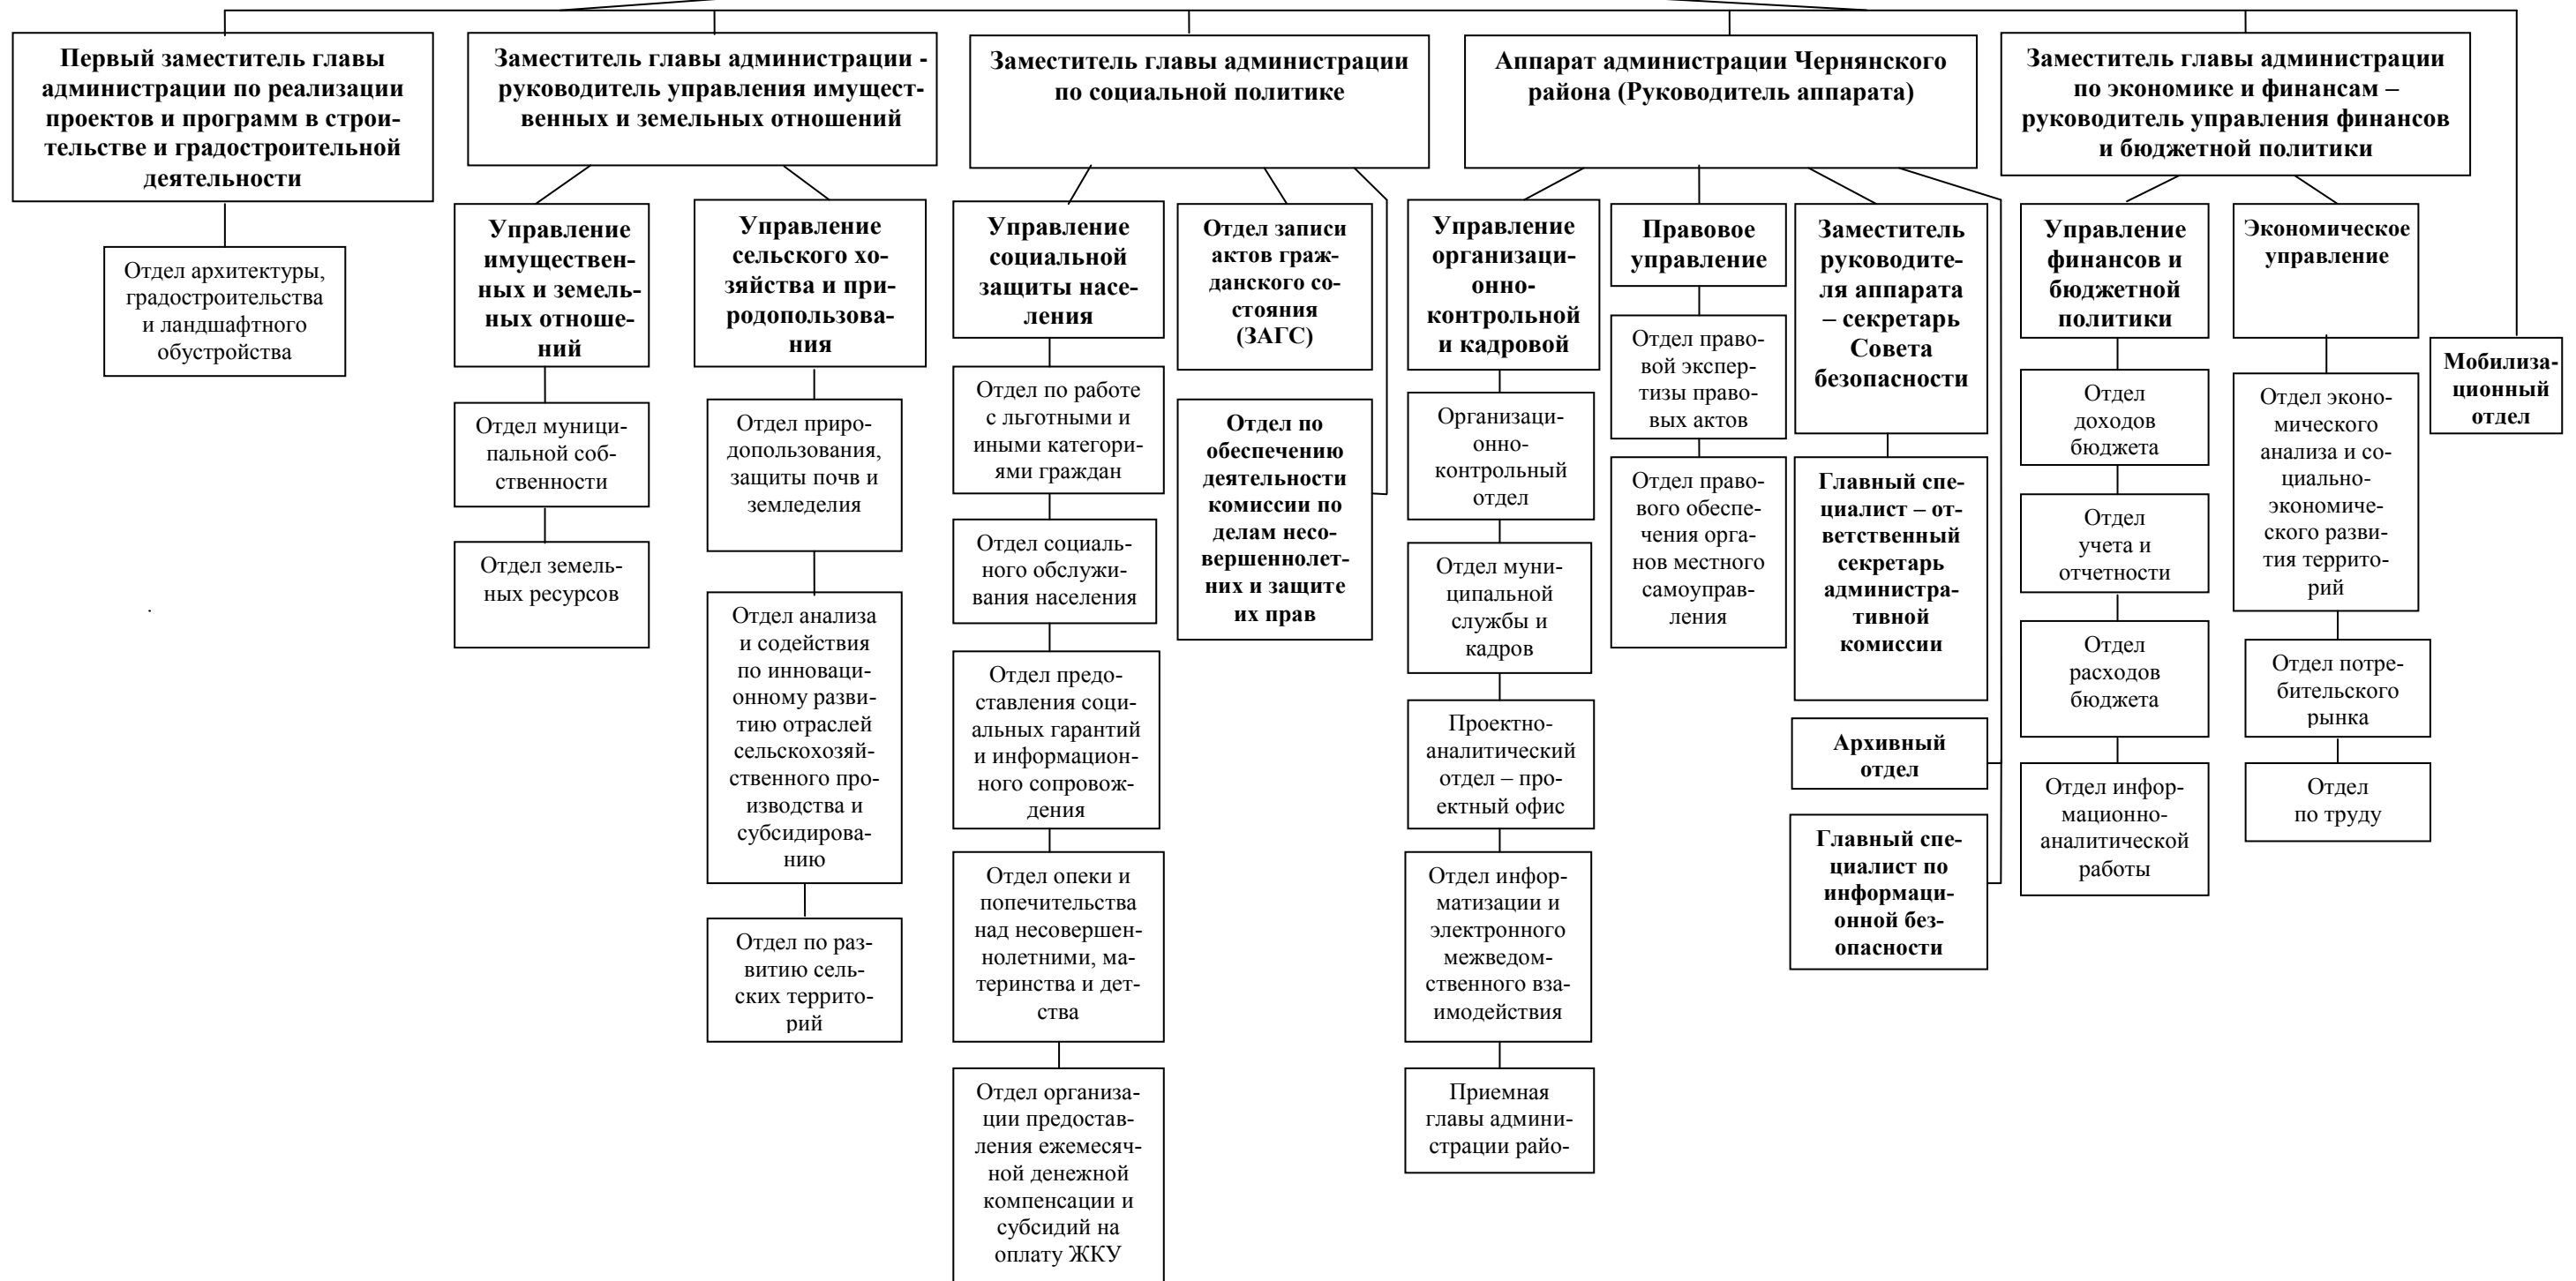 Первый заместитель главы
администрации по реализации
проектов и программ в строи-
тельстве и градостроительной
деятельности
Отдел архитектуры,
градостроительства
и ландшафтного
обустройства
Заместитель главы администрации -
руководитель управления имущест-
венных и земельных отношений
Управление
имуществен-
ных и земель-
ных отноше-
ний
Отдел муници-
пальной соб-
ственности
Отдел земель-
ных ресурсов
Управление
сельского хо-
зяйства и при-
родопользова-
ния
Отдел приро-
допользования,
защиты почв и
земледелия
Отдел анализа
и содействия
по инноваци-
онному разви-
тию отраслей
сельскохозяй-
ственного про-
изводства и
субсидирова-
нию
Отдел по раз-
витию сель-
ских террито-
рий
Заместитель главы администрации
по социальной политике
Управление
социальной
защиты насе-
ления
Отдел по работе
с льготными и
иными категори-
ями граждан
Отдел социаль-
ного обслужи-
вания населения
Отдел предо-
ставления соци-
альных гарантий
и информацион-
ного сопровож-
дения
Отдел опеки и
попечительства
над несовершен-
нолетними, ма-
теринства и дет-
ства
Отдел организа-
ции предостав-
ления ежемесяч-
ной денежной
компенсации и
субсидий на
оплату ЖКУ
Отдел записи
актов граж-
данского со-
стояния
(ЗАГС)
Отдел по
обеспечению
деятельности
комиссии по
делам несо-
вершеннолет-
них и защите
их прав
Аппарат администрации Чернянского
района (Руководитель аппарата)
Управление
организаци-
онно-
контрольной
и кадровой
Организаци-
онно-
контрольный
отдел
Отдел муни-
ципальной
службы и
кадров
Проектно-
аналитический
отдел – про-
ектный офис
Отдел инфор-
матизации и
электронного
межведом-
ственного вза-
имодействия
Приемная
главы админи-
страции райо-
Правовое
управление
Отдел право-
вой экспер-
тизы право-
вых актов
Отдел право-
вого обеспе-
чения орга-
нов местного
самоуправ-
ления
Заместитель
руководите-
ля аппарата
– секретарь
Совета
безопасности
Главный спе-
циалист – от-
ветственный
секретарь
администра-
тивной
комиссии
Архивный
отдел
Главный спе-
циалист по
информаци-
онной без-
опасности
Заместитель главы администрации
по экономике и финансам –
руководитель управления финансов
и бюджетной политики
Управление
финансов и
бюджетной
политики
Отдел
доходов
бюджета
Отдел
учета и
отчетности
Отдел
расходов
бюджета
Отдел инфор-
мационно-
аналитической
работы
Экономическое
управление
Отдел эконо-
мического
анализа и со-
циально-
экономиче-
ского разви-
тия террито-
рий
Отдел потре-
бительского
рынка
Отдел
по труду
Мобилиза-
ционный
отдел